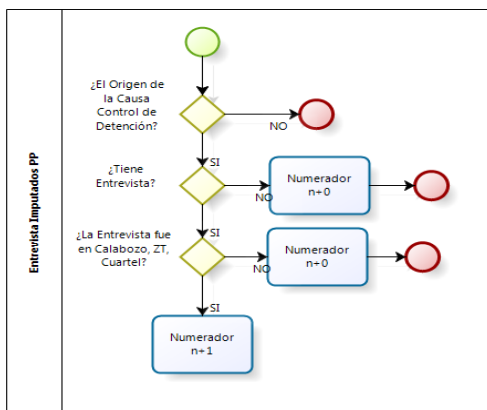 Entrevista Imputados PP
¿El Origen de
la Causa
Control de
Detención?
NO
SI
¿Tiene
Entrevista?
NO
Numerador
n+0
SI
¿La Entrevista fue
en Calabozo, ZT,
Cuartel?
NO
Numerador
n+0
SI
Numerador
n+1